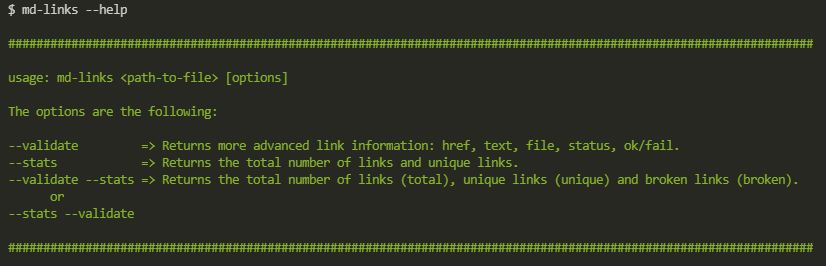 $ md-links --help
###################################################################################################################
usage: md-links <path-to-file> [options]
The options are the following:
--validate         => Returns more advanced link information: href, text, file, status, ok/fail.
--stats            => Returns the total number of links and unique links.
--validate --stats => Returns the total number of links (total), unique links (unique) and broken links (broken).
      or
--stats --validate
###################################################################################################################